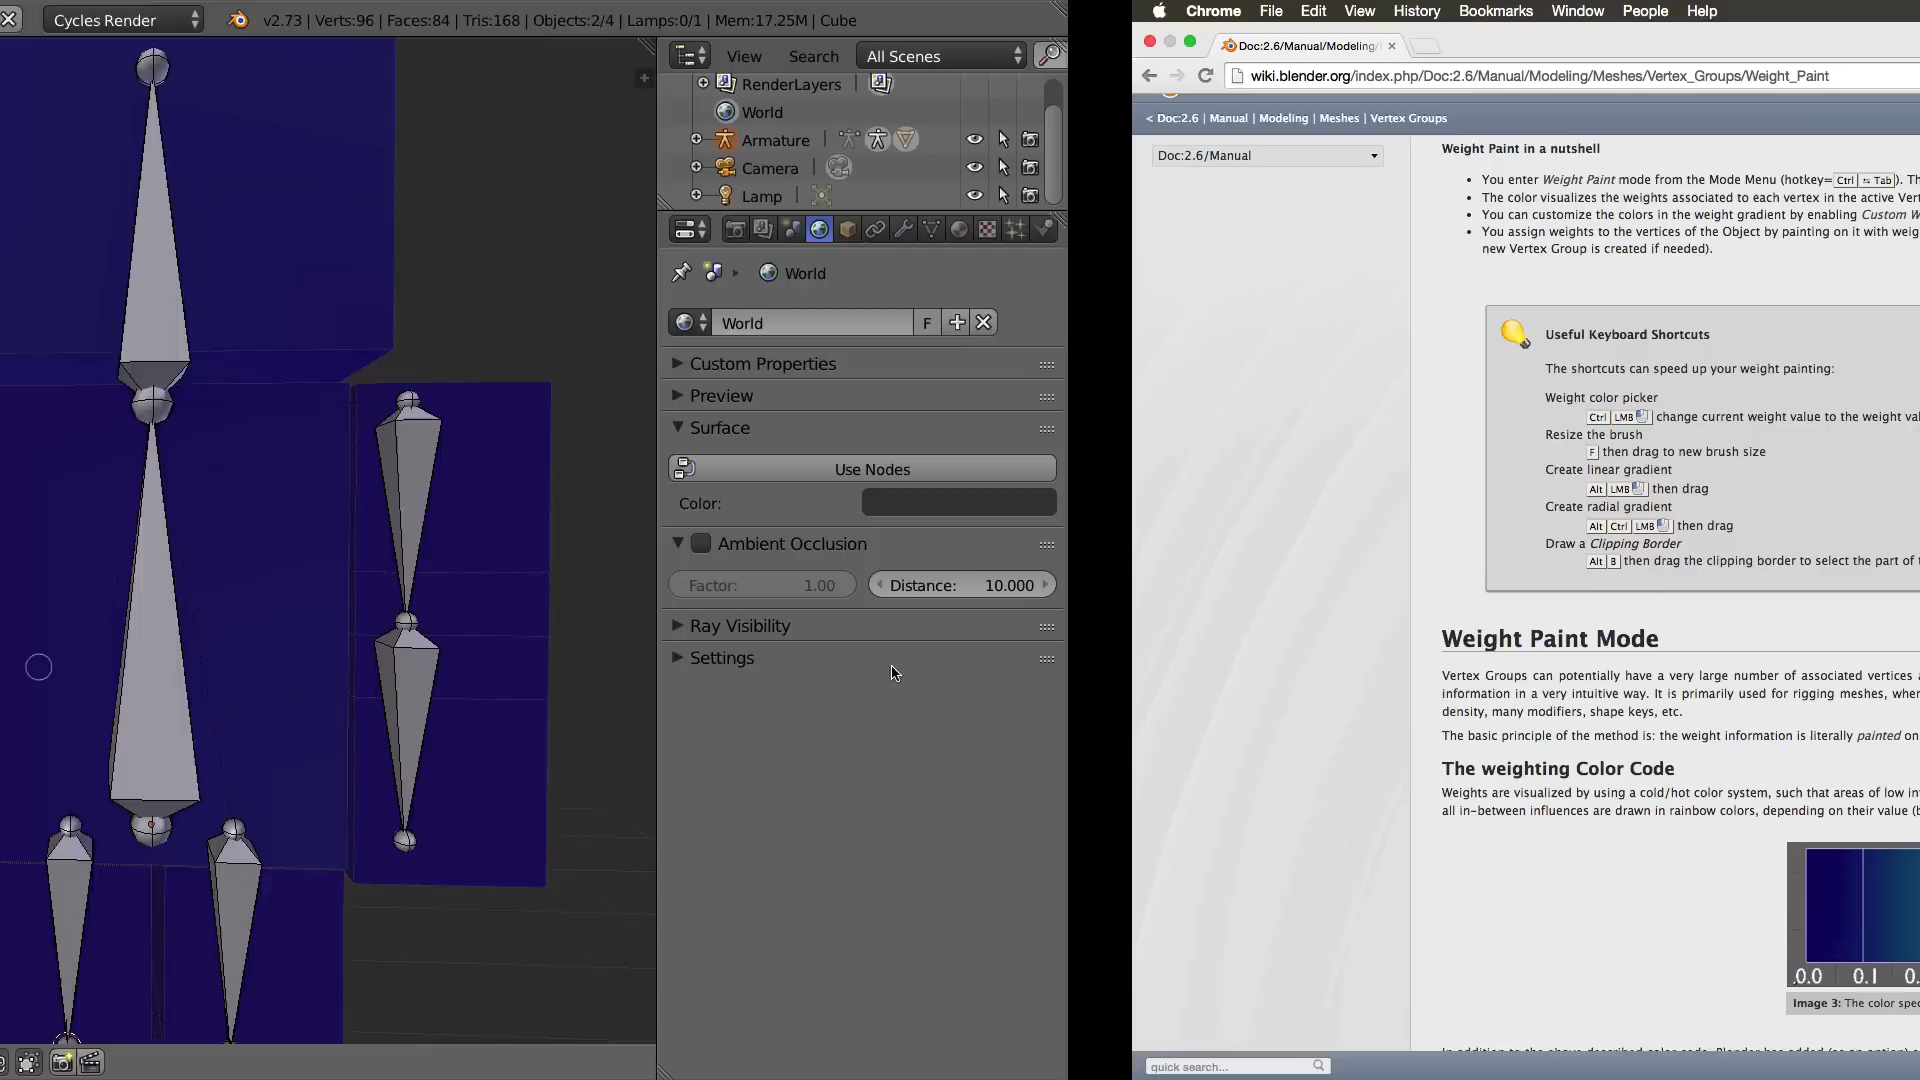 Cycles Render
v2.73 | Verts:96 | Faces:84 | Tris:168 | Objects:2/4 | Lamps:0/1 | Mem:17.25M | Cube
View Search All Scenes
RenderLayers
World
Armature
Camera
Lamp
World
World F
Custom Properties
Preview
Surface
Use Nodes
Color:
Ambient Occlusion
Factor: 1.00 Distance: 10.000
Ray Visibility
Settings
Chrome File Edit View History Bookmarks Window People Help
Doc:2.6/Manual/Modeling/
wiki.blender.org/index.php/Doc:2.6/Manual/Modeling/Meshes/Vertex_Groups/Weight_Paint
< Doc:2.6 | Manual | Modeling | Meshes | Vertex Groups
Doc:2.6/Manual
Weight Paint in a nutshell
• You enter Weight Paint mode from the Mode Menu (hotkey= Ctrl Tab ). Th
• The color visualizes the weights associated to each vertex in the active Vert
• You can customize the colors in the weight gradient by enabling Custom W
• You assign weights to the vertices of the Object by painting on it with weig
new Vertex Group is created if needed).
Useful Keyboard Shortcuts
The shortcuts can speed up your weight painting:
Weight color picker
Ctrl LMB change current weight value to the weight val
Resize the brush
F then drag to new brush size
Create linear gradient
Alt LMB then drag
Create radial gradient
Alt Ctrl LMB then drag
Draw a Clipping Border
Alt B then drag the clipping border to select the part of t
Weight Paint Mode
Vertex Groups can potentially have a very large number of associated vertices a
information in a very intuitive way. It is primarily used for rigging meshes, wher
density, many modifiers, shape keys, etc.
The basic principle of the method is: the weight information is literally painted on
The weighting Color Code
Weights are visualized by using a cold/hot color system, such that areas of low in
all in-between influences are drawn in rainbow colors, depending on their value (b
0.0 0.1 0.
Image 3: The color spec
quick search...